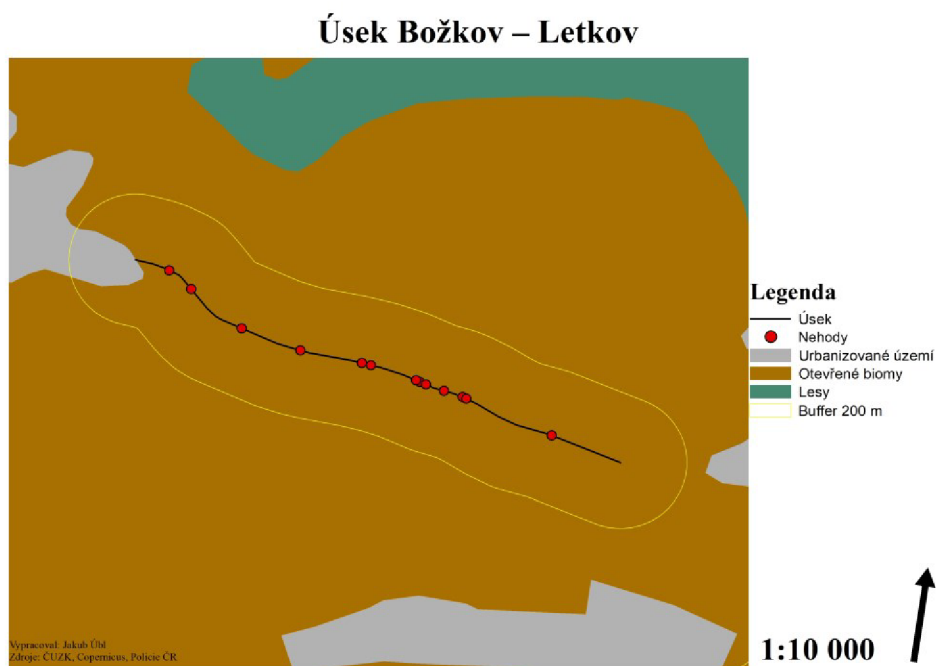 Úsek Božkov – Letkov
Legenda
Úsek
Nehody
Urbanizované území
Otevřené biomy
Lesy
Buffer 200 m
Vypracoval: Jakub Übl
Zdroje: ČUZK, Copernicus, Policie ČR
1:10 000